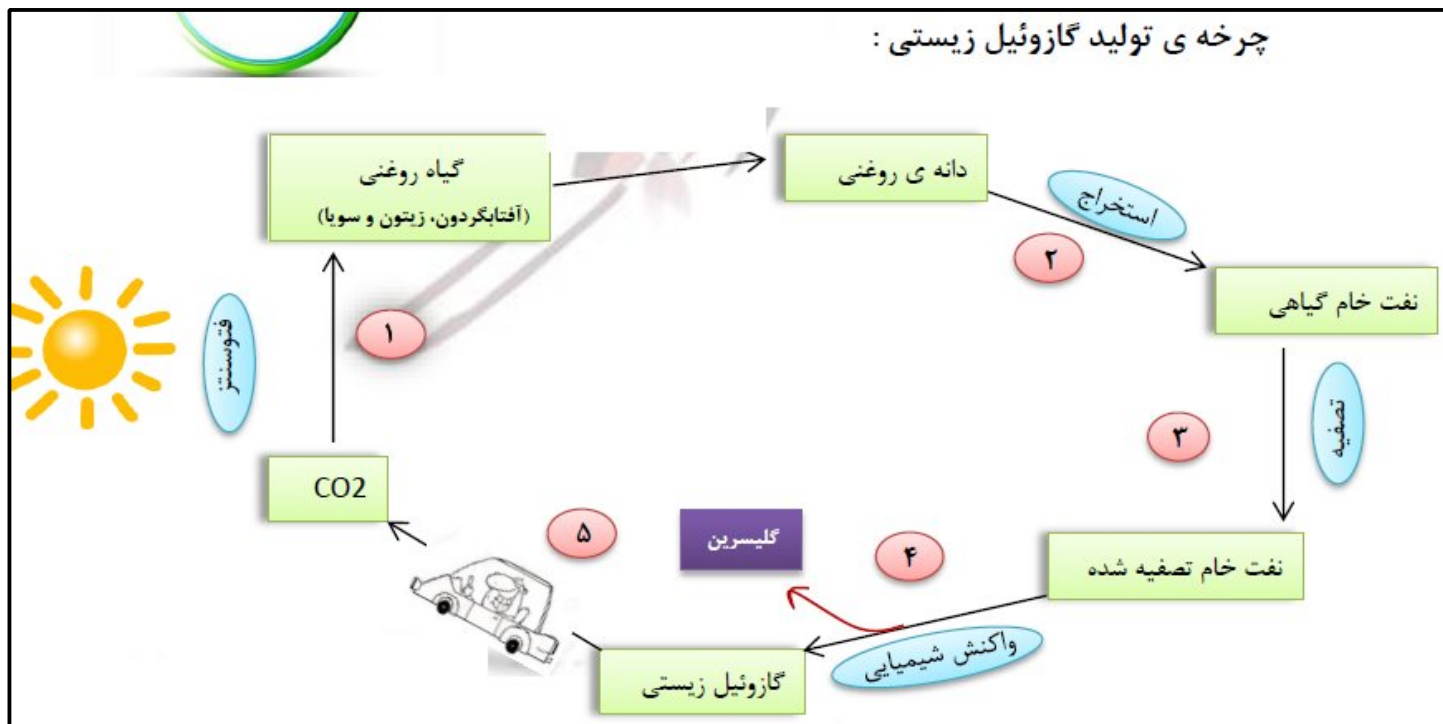 چرخه ی تولید گازوئیل زیستی :
گیاه روغنی
(آفتابگردون، زیتون و سویا)
دانه ی روغنی
استخراج
۲
نفت خام گیاهی
۱
فتوسنتز
تصفیه
۳
CO2
۵
گلیسرین
۴
نفت خام تصفیه شده
واکنش شیمیایی
گازوئیل زیستی